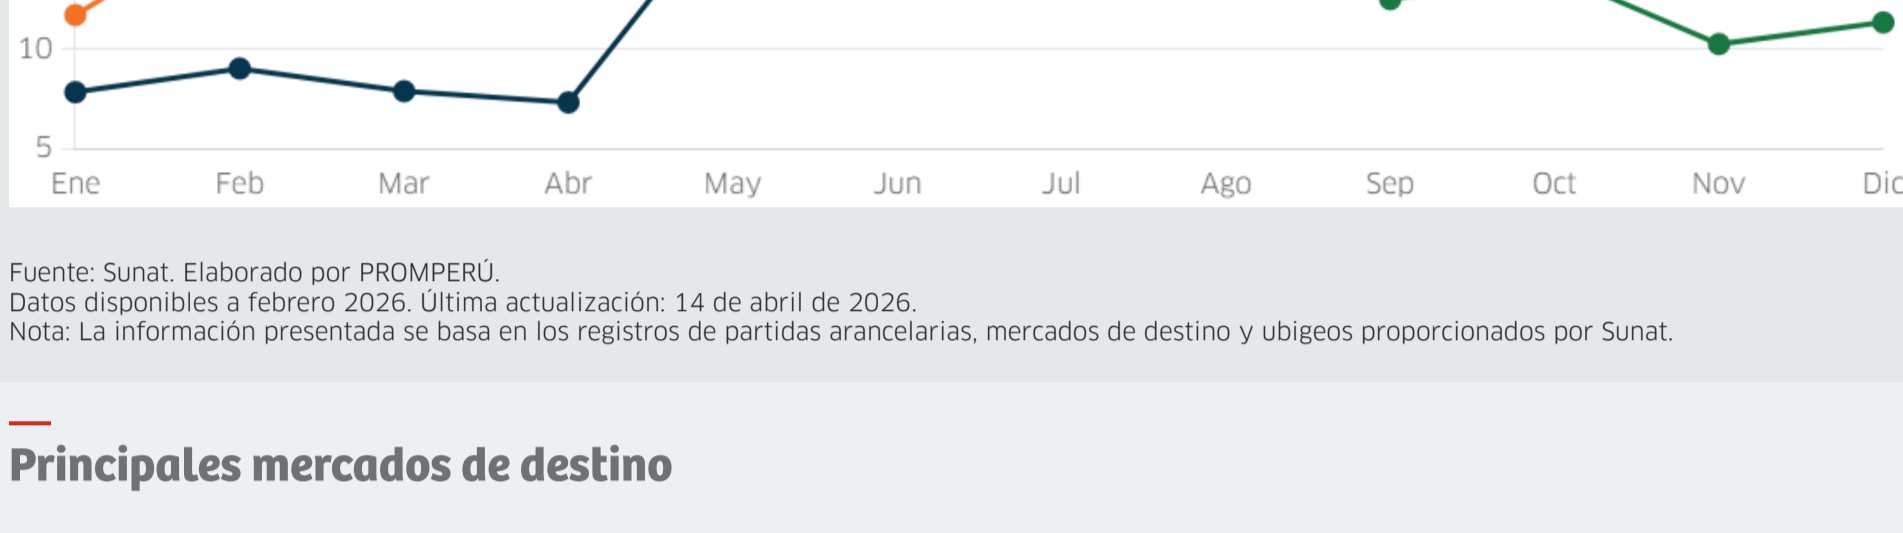 10
5
Ene Feb Mar Abr May Jun Jul Ago Sep Oct Nov Dic
Fuente: Sunat. Elaborado por PROMPERÚ.
Datos disponibles a febrero 2026. Última actualización: 14 de abril de 2026.
Nota: La información presentada se basa en los registros de partidas arancelarias, mercados de destino y ubigeos proporcionados por Sunat.
Principales mercados de destino